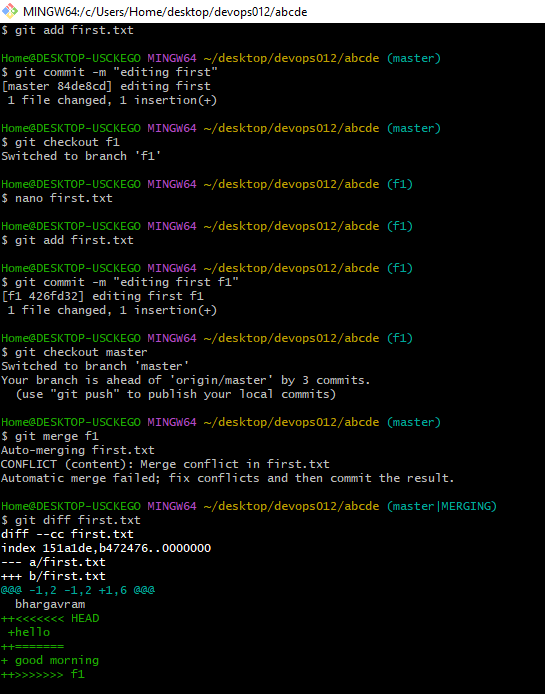 MINGW64:/c/Users/Home/desktop/devops012/abcde
$ git add first.txt
Home@DESKTOP-USCKEGO MINGW64 ~/desktop/devops012/abcde (master)
$ git commit -m "editing first"
[master 84de8cd] editing first
 1 file changed, 1 insertion(+)
Home@DESKTOP-USCKEGO MINGW64 ~/desktop/devops012/abcde (master)
$ git checkout f1
Switched to branch 'f1'
Home@DESKTOP-USCKEGO MINGW64 ~/desktop/devops012/abcde (f1)
$ nano first.txt
Home@DESKTOP-USCKEGO MINGW64 ~/desktop/devops012/abcde (f1)
$ git add first.txt
Home@DESKTOP-USCKEGO MINGW64 ~/desktop/devops012/abcde (f1)
$ git commit -m "editing first f1"
[f1 426fd32] editing first f1
 1 file changed, 1 insertion(+)
Home@DESKTOP-USCKEGO MINGW64 ~/desktop/devops012/abcde (f1)
$ git checkout master
Switched to branch 'master'
Your branch is ahead of 'origin/master' by 3 commits.
  (use "git push" to publish your local commits)
Home@DESKTOP-USCKEGO MINGW64 ~/desktop/devops012/abcde (master)
$ git merge f1
Auto-merging first.txt
CONFLICT (content): Merge conflict in first.txt
Automatic merge failed; fix conflicts and then commit the result.
Home@DESKTOP-USCKEGO MINGW64 ~/desktop/devops012/abcde (master|MERGING)
$ git diff first.txt
diff --cc first.txt
index 151a1de,b472476..0000000
--- a/first.txt
+++ b/first.txt
@@@ -1,2 -1,2 +1,6 @@@
  bhargavram
++<<<<<<< HEAD
 +hello
++=======
+ good morning
++>>>>>>> f1